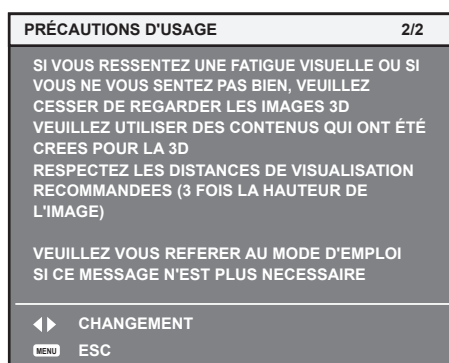 PRÉCAUTIONS D'USAGE 2/2
SI VOUS RESSENTEZ UNE FATIGUE VISUELLE OU SI
VOUS NE VOUS SENTEZ PAS BIEN, VEUILLEZ
CESSER DE REGARDER LES IMAGES 3D
VEUILLEZ UTILISER DES CONTENUS QUI ONT ÉTÉ
CREES POUR LA 3D
RESPECTEZ LES DISTANCES DE VISUALISATION
RECOMMANDEES (3 FOIS LA HAUTEUR DE
L'IMAGE)
VEUILLEZ VOUS REFERER AU MODE D'EMPLOI
SI CE MESSAGE N'EST PLUS NECESSAIRE
CHANGEMENT
MENU ESC